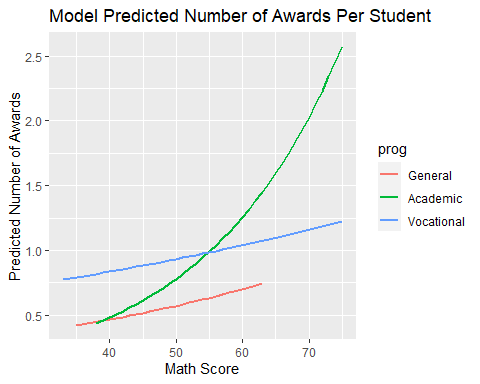 Model Predicted Number of Awards Per Student
Predicted Number of Awards
2.5
2.0
1.5
1.0
0.5
40 50 60 70
Math Score
prog
General
Academic
Vocational